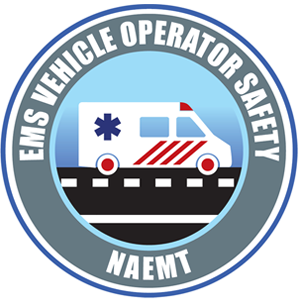 EMS VEHICLE OPERATOR SAFETY
NAEMT